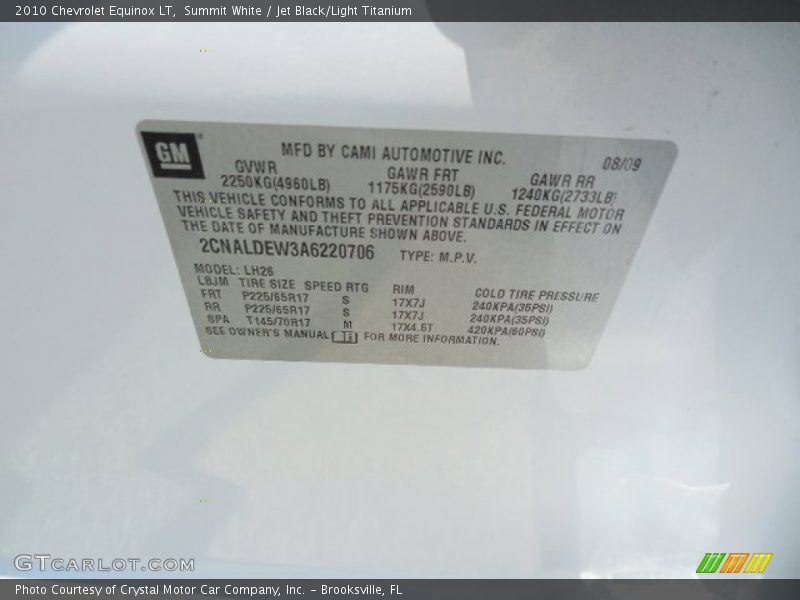 2010 Chevrolet Equinox LT,  Summit White / Jet Black/Light Titanium
GM
MFD BY CAMI AUTOMOTIVE INC.
08/09
GVWR GAWR FRT GAWR RR
2250KG(4960LB) 1175KG(2590LB) 1240KG(2733LB)
THIS VEHICLE CONFORMS TO ALL APPLICABLE U.S. FEDERAL MOTOR
VEHICLE SAFETY AND THEFT PREVENTION STANDARDS IN EFFECT ON
THE DATE OF MANUFACTURE SHOWN ABOVE.
2CNALDEW3A6220706 TYPE: M.P.V.
MODEL: LH26
LBJM TIRE SIZE SPEED RTG RIM COLD TIRE PRESSURE
FRT P225/65R17 S 17X7J 240KPA(35PSI)
RR P225/65R17 S 17X7J 240KPA(35PSI)
SPA T145/70R17 M 17X4.5T 420KPA(60PSI)
SEE OWNER'S MANUAL FOR MORE INFORMATION.
GTCARLOT.COM
Photo Courtesy of Crystal Motor Car Company, Inc. – Brooksville, FL